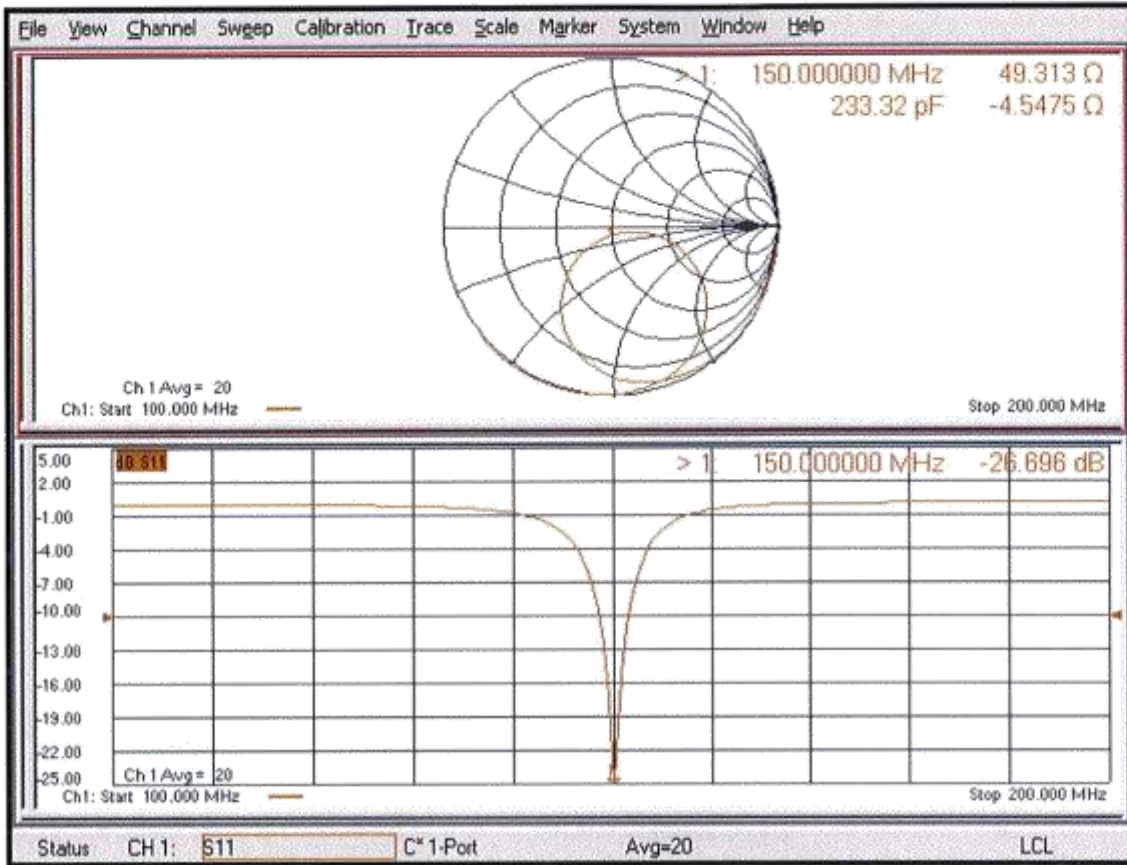 File View Channel Sweep Calibration Trace Scale Marker System Window Help
> 1: 150.000000 MHz 49.313 Ω
233.32 pF -4.5475 Ω
Ch 1 Avg = 20
Ch1: Start 100.000 MHz
Stop 200.000 MHz
dB S11
> 1: 150.000000 MHz -26.696 dB
5.00
2.00
-1.00
-4.00
-7.00
-10.00
-13.00
-16.00
-19.00
-22.00
-25.00
Ch 1 Avg = 20
Ch1: Start 100.000 MHz
Stop 200.000 MHz
Status CH 1: S11 C* 1-Port Avg=20 LCL